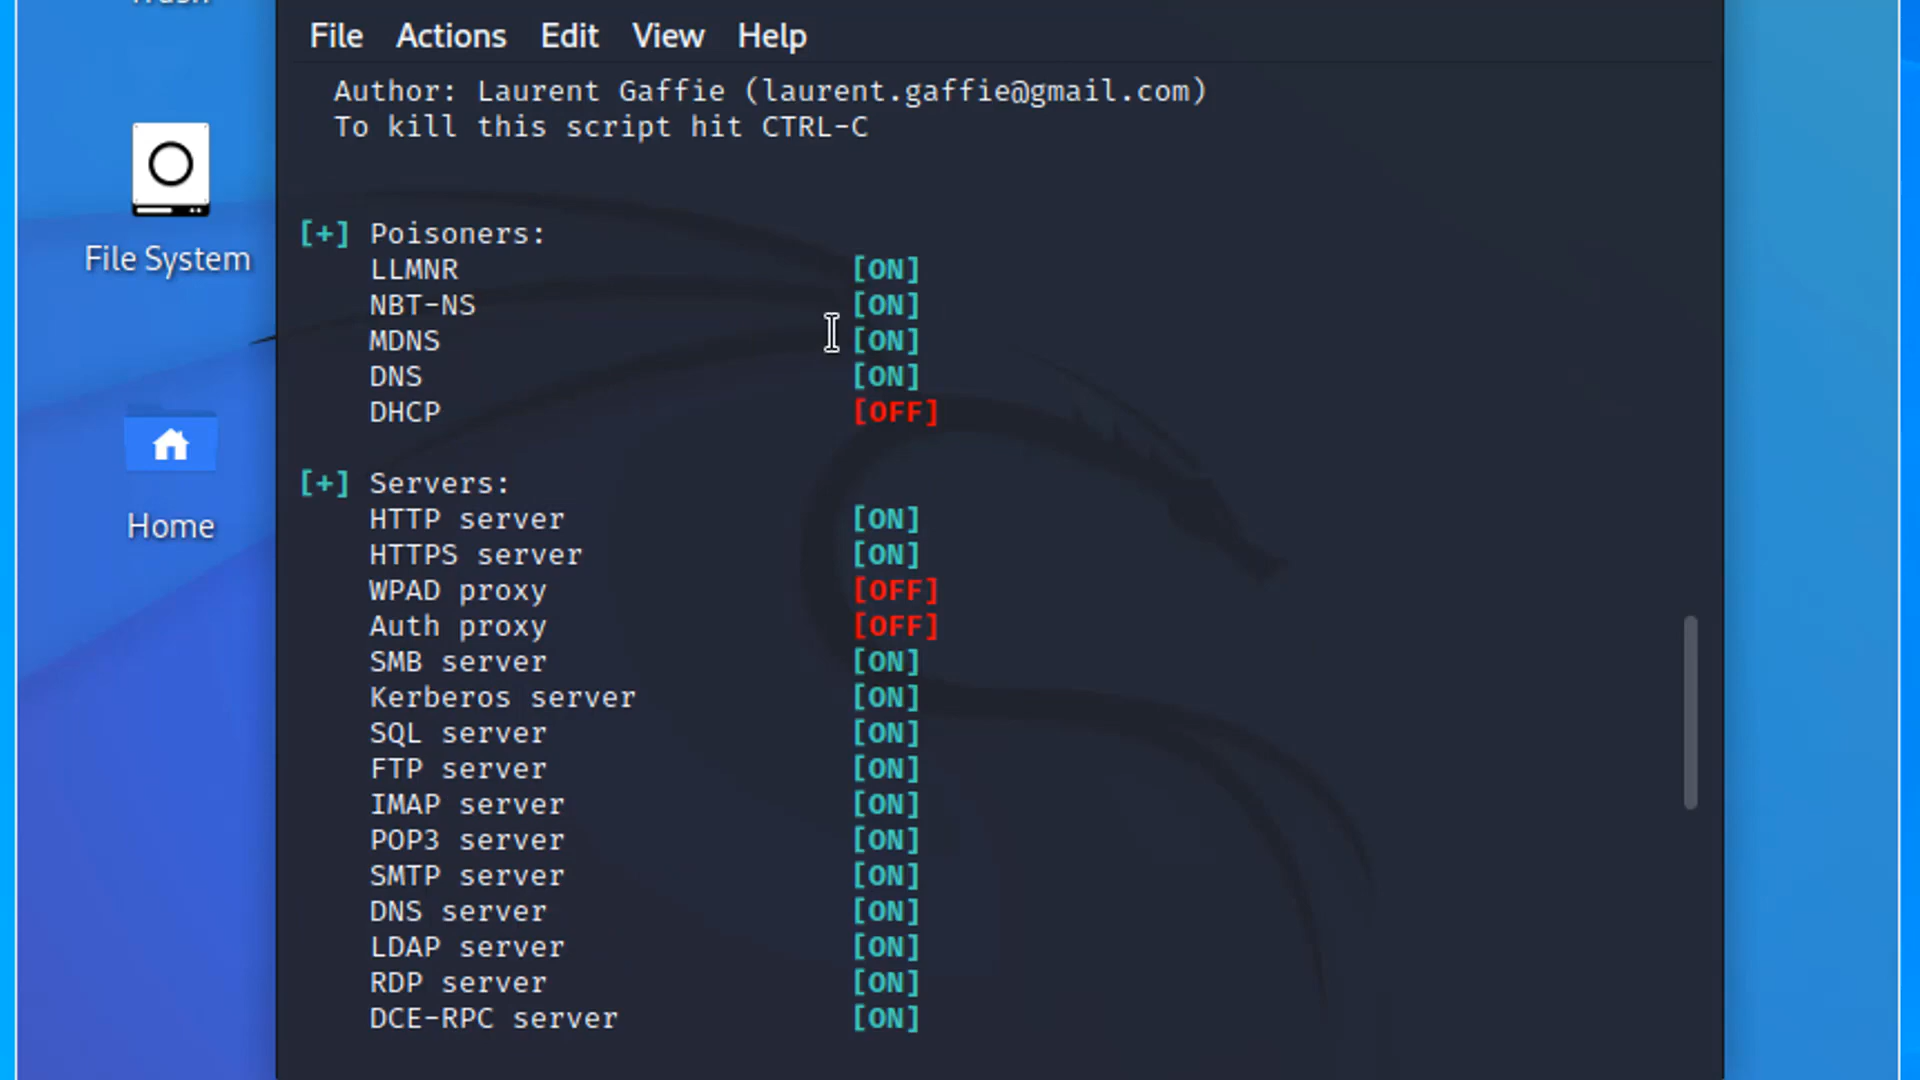 File Actions Edit View Help
Author: Laurent Gaffie (laurent.gaffie@gmail.com)
To kill this script hit CTRL-C
[+] Poisoners:
LLMNR [ON]
NBT-NS [ON]
MDNS [ON]
DNS [ON]
DHCP [OFF]
[+] Servers:
HTTP server [ON]
HTTPS server [ON]
WPAD proxy [OFF]
Auth proxy [OFF]
SMB server [ON]
Kerberos server [ON]
SQL server [ON]
FTP server [ON]
IMAP server [ON]
POP3 server [ON]
SMTP server [ON]
DNS server [ON]
LDAP server [ON]
RDP server [ON]
DCE-RPC server [ON]
File System
Home